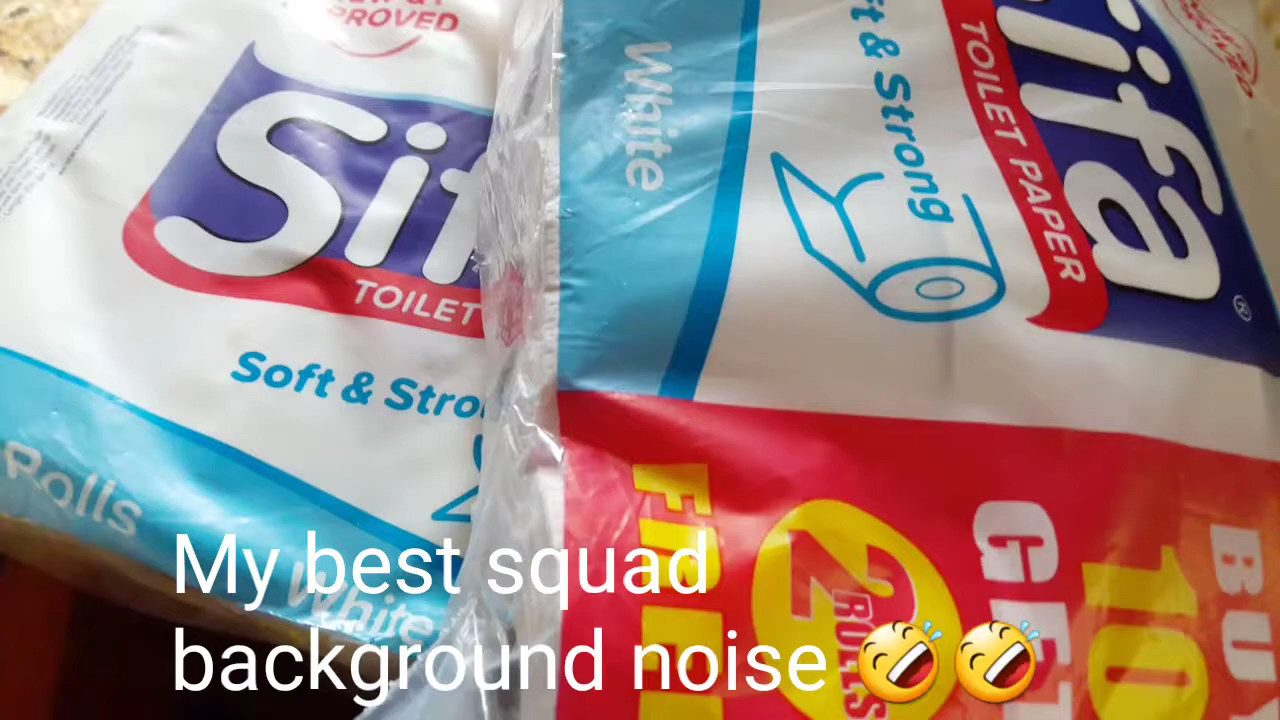 PROVED
Sif
TOILET
Soft & Stro
Rolls
White
White
& Strong
ifa
®
TOILET PAPER
BUY
10
GET
2
ROLLS
FREE
My best squad
background noise 🤣🤣